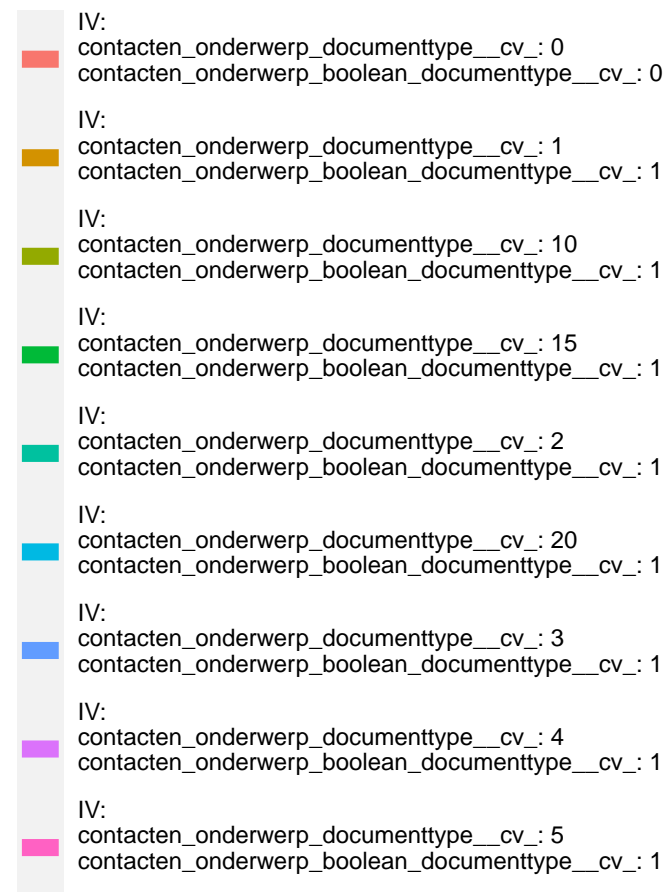 IV:
contacten_onderwerp_documenttype__cv_: 0
contacten_onderwerp_boolean_documenttype__cv_: 0
IV:
contacten_onderwerp_documenttype__cv_: 1
contacten_onderwerp_boolean_documenttype__cv_: 1
IV:
contacten_onderwerp_documenttype__cv_: 10
contacten_onderwerp_boolean_documenttype__cv_: 1
IV:
contacten_onderwerp_documenttype__cv_: 15
contacten_onderwerp_boolean_documenttype__cv_: 1
IV:
contacten_onderwerp_documenttype__cv_: 2
contacten_onderwerp_boolean_documenttype__cv_: 1
IV:
contacten_onderwerp_documenttype__cv_: 20
contacten_onderwerp_boolean_documenttype__cv_: 1
IV:
contacten_onderwerp_documenttype__cv_: 3
contacten_onderwerp_boolean_documenttype__cv_: 1
IV:
contacten_onderwerp_documenttype__cv_: 4
contacten_onderwerp_boolean_documenttype__cv_: 1
IV:
contacten_onderwerp_documenttype__cv_: 5
contacten_onderwerp_boolean_documenttype__cv_: 1